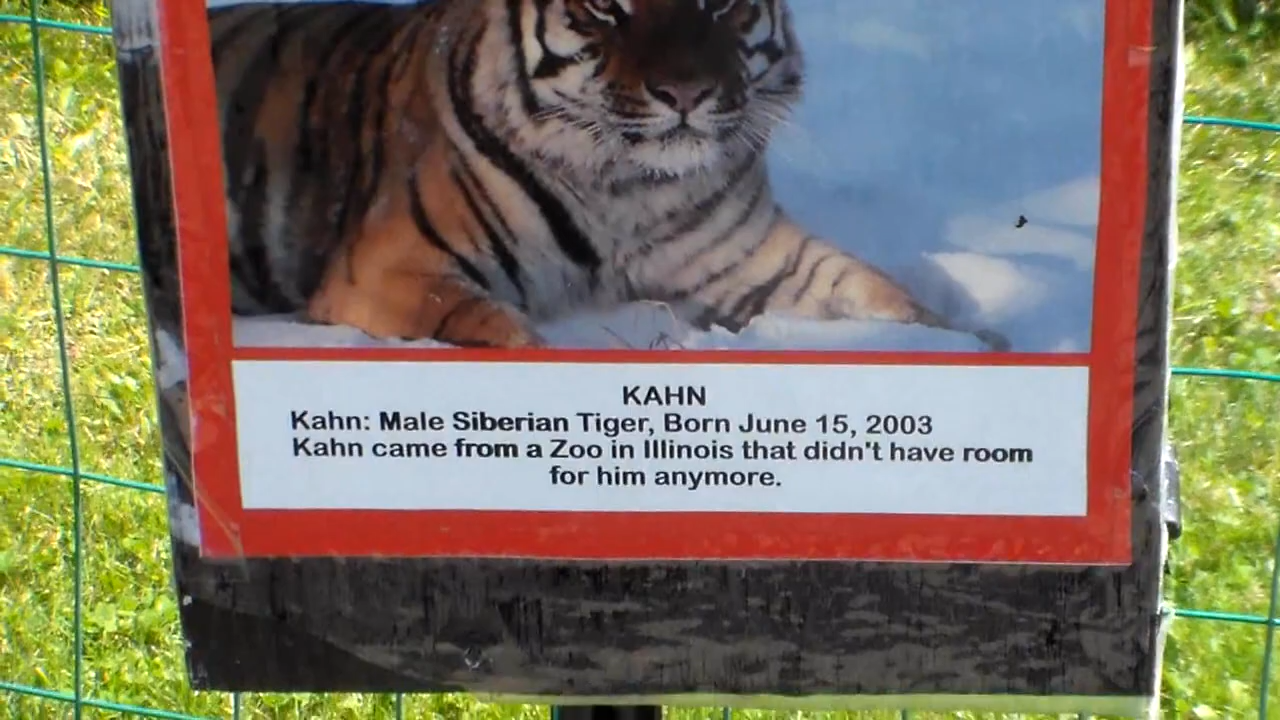 KAHN
Kahn: Male Siberian Tiger, Born June 15, 2003
Kahn came from a Zoo in Illinois that didn't have room
for him anymore.